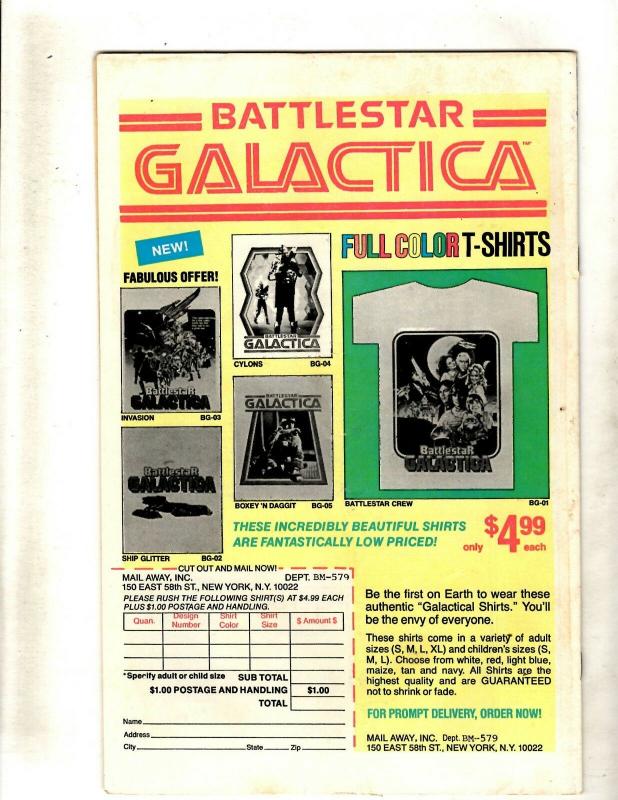 BATTLESTAR
GALACTICA™
NEW!
FABULOUS OFFER!
FULL COLOR T-SHIRTS
Battlestar
GALACTICA
INVASION BG-03
BATTLESTAR
GALACTICA
CYLONS BG-04
Battlestar
GALACTICA
SHIP GLITTER BG-02
BATTLESTAR
GALACTICA
BOXEY 'N DAGGIT BG-05
Battlestar
GALACTICA
BATTLESTAR CREW BG-01
THESE INCREDIBLY BEAUTIFUL SHIRTS
ARE FANTASTICALLY LOW PRICED!
only $4.99 each
CUT OUT AND MAIL NOW!
MAIL AWAY, INC. DEPT. BM-579
150 EAST 58th ST., NEW YORK, N.Y. 10022
PLEASE RUSH THE FOLLOWING SHIRT(S) AT $4.99 EACH
PLUS $1.00 POSTAGE AND HANDLING.
Quan. Design Number Shirt Color Shirt Size $ Amount $
*Specify adult or child size SUB TOTAL
$1.00 POSTAGE AND HANDLING $1.00
TOTAL
Name
Address
City State Zip
Be the first on Earth to wear these
authentic "Galactical Shirts." You'll
be the envy of everyone.
These shirts come in a variety of adult
sizes (S, M, L, XL) and children's sizes (S,
M, L). Choose from white, red, light blue,
maize, tan and navy. All Shirts are the
highest quality and are GUARANTEED
not to shrink or fade.
FOR PROMPT DELIVERY, ORDER NOW!
MAIL AWAY, INC. Dept. BM-579
150 EAST 58th ST., NEW YORK, N.Y. 10022